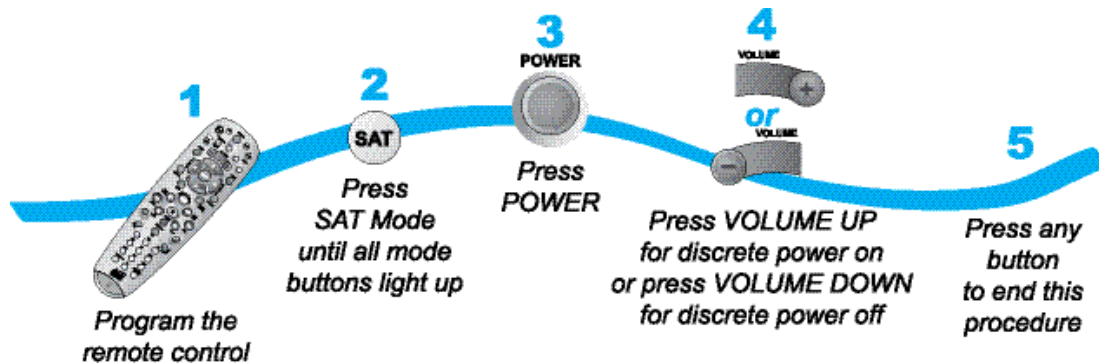 1
Program the
remote control
2
SAT
Press
SAT Mode
until all mode
buttons light up
3
POWER
Press
POWER
4
VOLUME
+
or
VOLUME
−
Press VOLUME UP
for discrete power on
or press VOLUME DOWN
for discrete power off
5
Press any
button
to end this
procedure